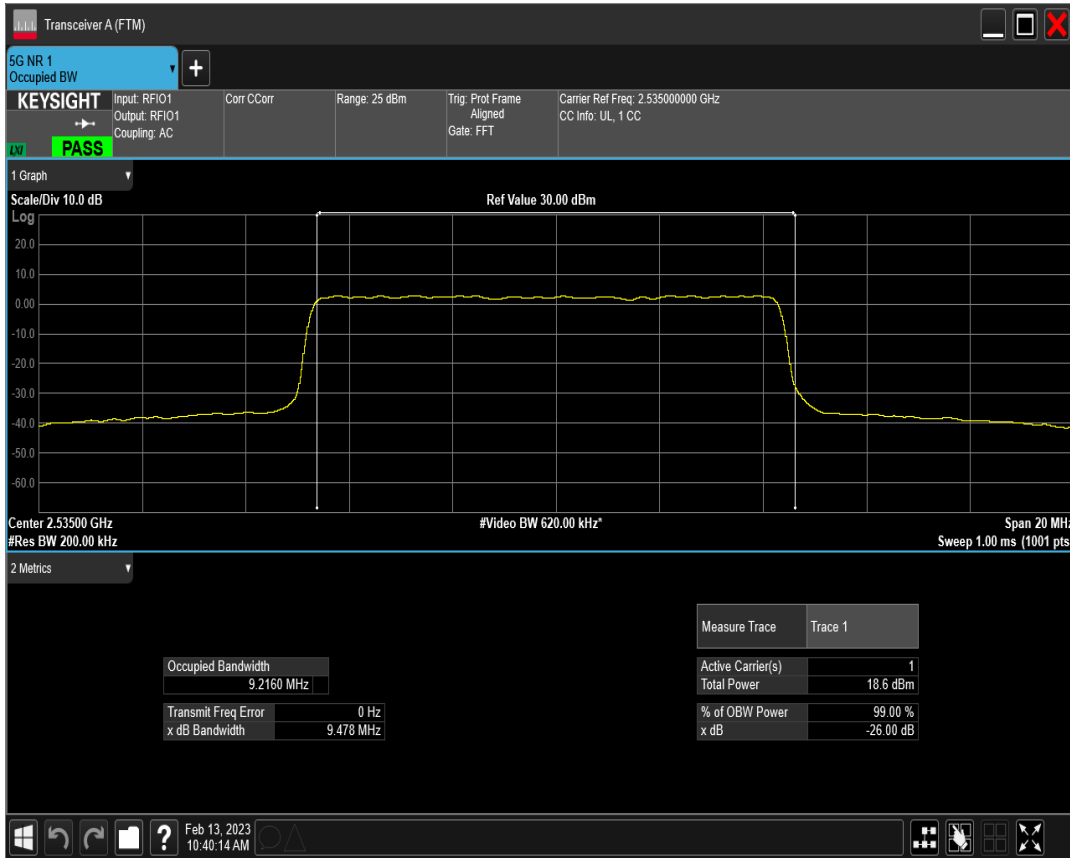 Transceiver A (FTM)
5G NR 1
Occupied BW
KEYSIGHT
LXI
PASS
Input: RFIO1
Output: RFIO1
Coupling: AC
Corr CCorr
Range: 25 dBm
Trig: Prot Frame
Aligned
Gate: FFT
Carrier Ref Freq: 2.535000000 GHz
CC Info: UL, 1 CC
1 Graph
Scale/Div 10.0 dB
Ref Value 30.00 dBm
Log
20.0
10.0
0.00
-10.0
-20.0
-30.0
-40.0
-50.0
-60.0
Center 2.53500 GHz
#Video BW 620.00 kHz*
Span 20 MHz
#Res BW 200.00 kHz
Sweep 1.00 ms (1001 pts
2 Metrics
Measure Trace Trace 1
Occupied Bandwidth
9.2160 MHz
Active Carrier(s) 1
Total Power 18.6 dBm
Transmit Freq Error 0 Hz
x dB Bandwidth 9.478 MHz
% of OBW Power 99.00 %
x dB -26.00 dB
?
Feb 13, 2023
10:40:14 AM